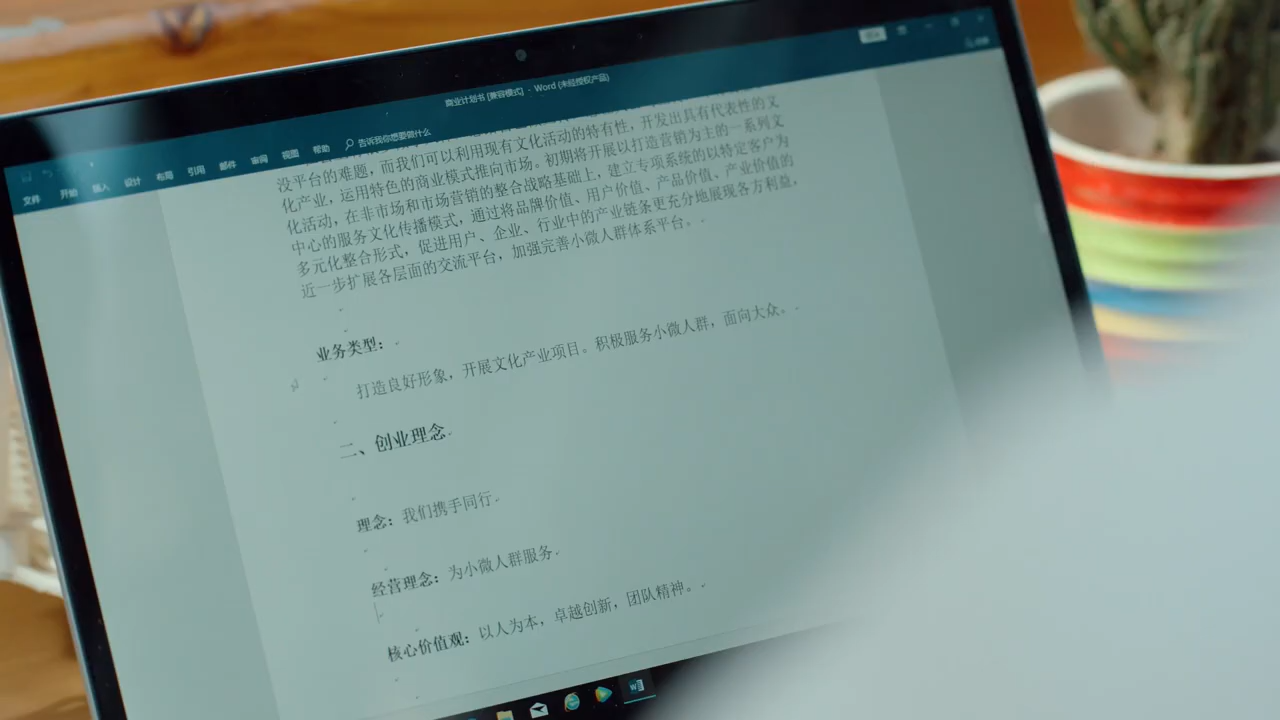 商业计划书 [兼容模式] - Word (未经授权产品)
文件 开始 插入 设计 布局 引用 邮件 审阅 视图 帮助 告诉我你想要做什么
没平台的难题，而我们可以利用现有文化活动的特有性，开发出具有代表性的文
化产业，运用特色的商业模式推向市场。初期将开展以打造营销为主的一系列文
化活动，在非市场和市场营销的整合战略基础上，建立专项系统的以特定客户为
中心的服务文化传播模式，通过将品牌价值、用户价值、产品价值、产业价值的
多元化整合形式，促进用户、企业、行业中的产业链条更充分地展现各方利益，
近一步扩展各层面的交流平台，加强完善小微人群体系平台。
业务类型：
打造良好形象，开展文化产业项目。积极服务小微人群，面向大众。
二、创业理念
理念：我们携手同行
经营理念：为小微人群服务
核心价值观：以人为本，卓越创新，团队精神。